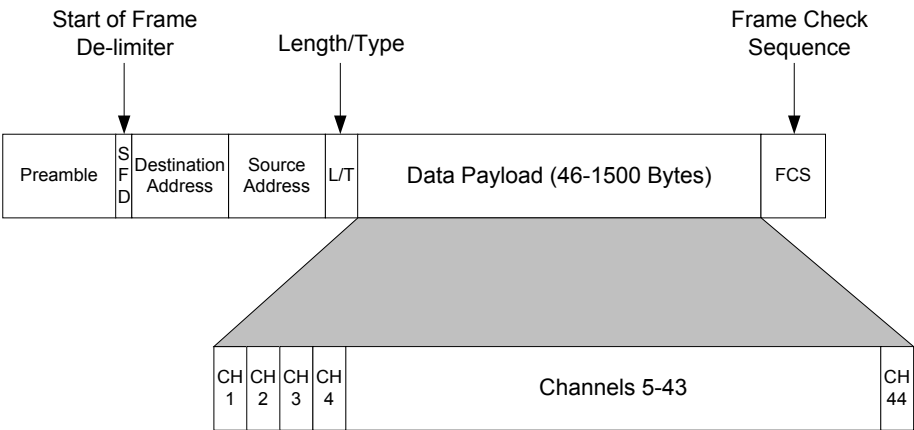 Start of Frame
De-limiter
Length/Type
Frame Check
Sequence
Preamble
S
F
D
Destination
Address
Source
Address
L/T
Data Payload (46-1500 Bytes)
FCS
CH
1
CH
2
CH
3
CH
4
Channels 5-43
CH
44